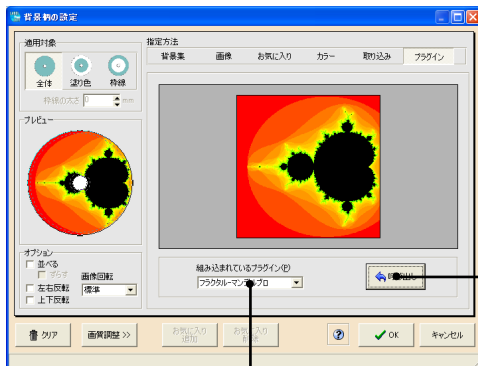 背景柄の設定
適用対象
全体 塗り色 枠線
枠線の太さ 0 mm
プレビュー
オプション
並べる
ずらす
左右反転
上下反転
画像回転
標準
指定方法
背景集 画像 お気に入り カラー 取り込み プラグイン
組み込まれているプラグイン(P)
フラクタル-マンデルブロ
クリア 画質調整 >> お気に入り追加 お気に入り削除 OK キャンセル